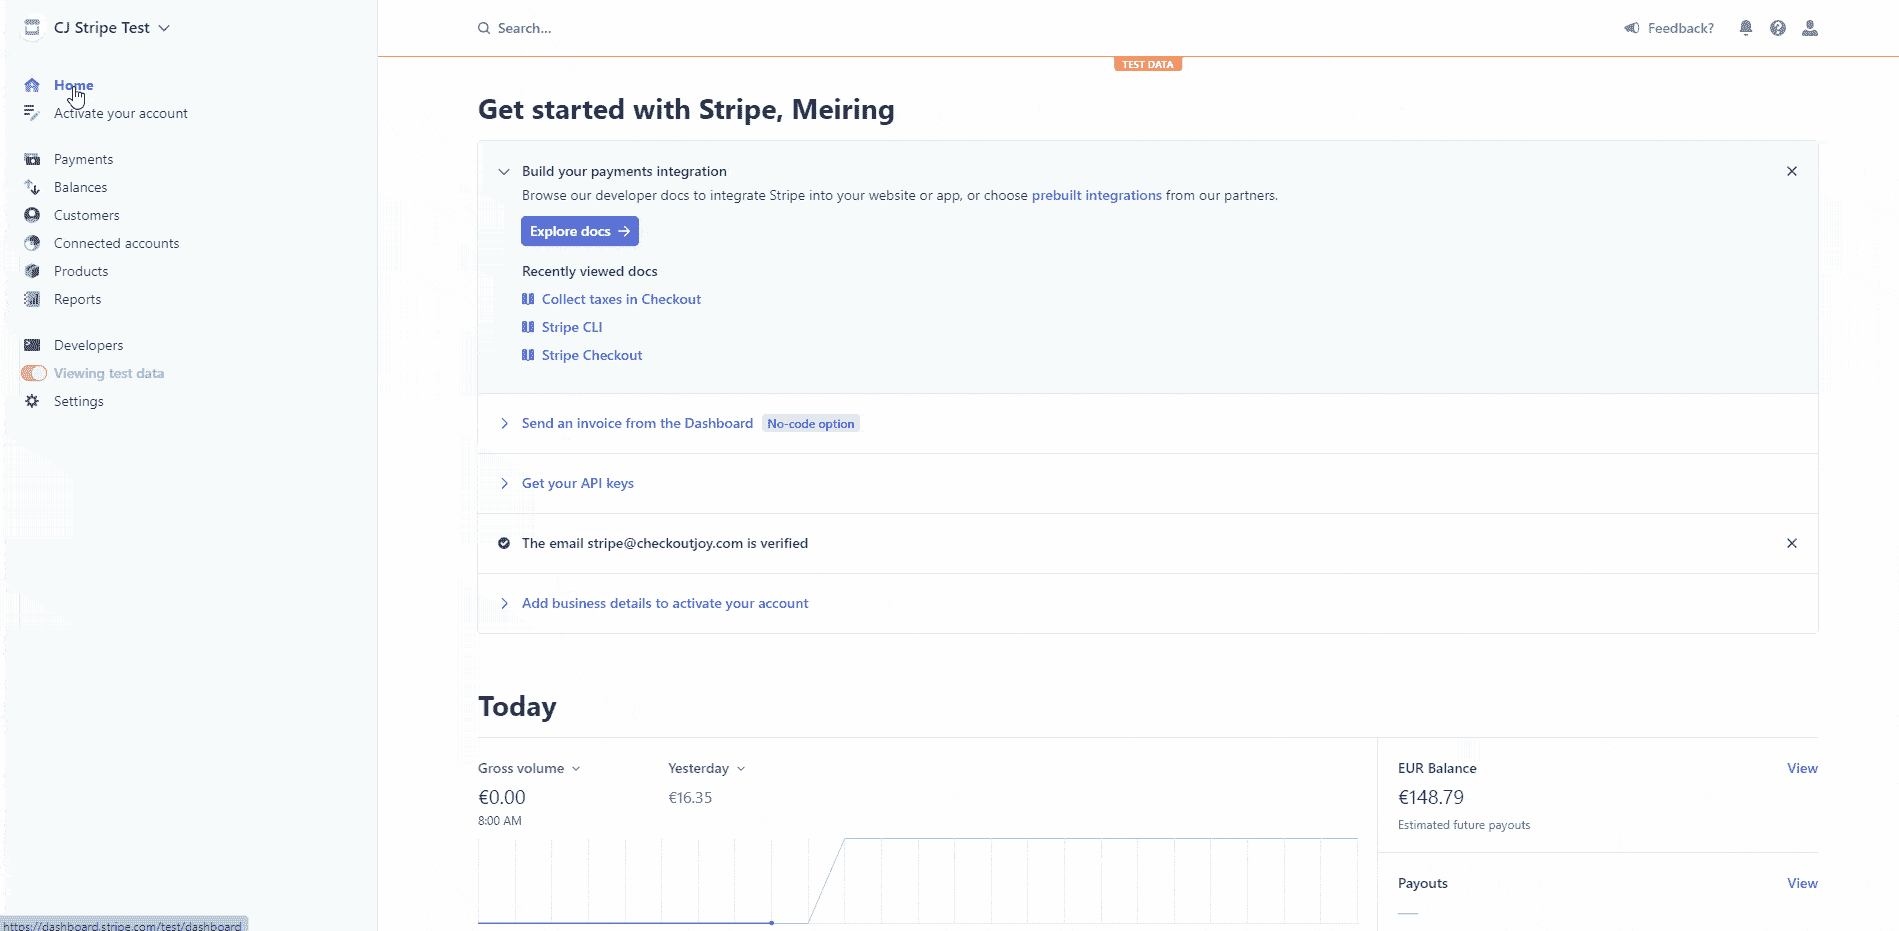 CJ Stripe Test
Search...
Feedback?
TEST DATA
Home
Activate your account
Payments
Balances
Customers
Connected accounts
Products
Reports
Developers
Viewing test data
Settings
Get started with Stripe, Meiring
Build your payments integration
Browse our developer docs to integrate Stripe into your website or app, or choose prebuilt integrations from our partners.
Explore docs →
Recently viewed docs
Collect taxes in Checkout
Stripe CLI
Stripe Checkout
Send an invoice from the Dashboard No-code option
Get your API keys
The email stripe@checkoutjoy.com is verified
Add business details to activate your account
Today
Gross volume
€0.00
8:00 AM
Yesterday
€16.35
EUR Balance View
€148.79
Estimated future payouts
Payouts View
—
https://dashboard.stripe.com/test/dashboard